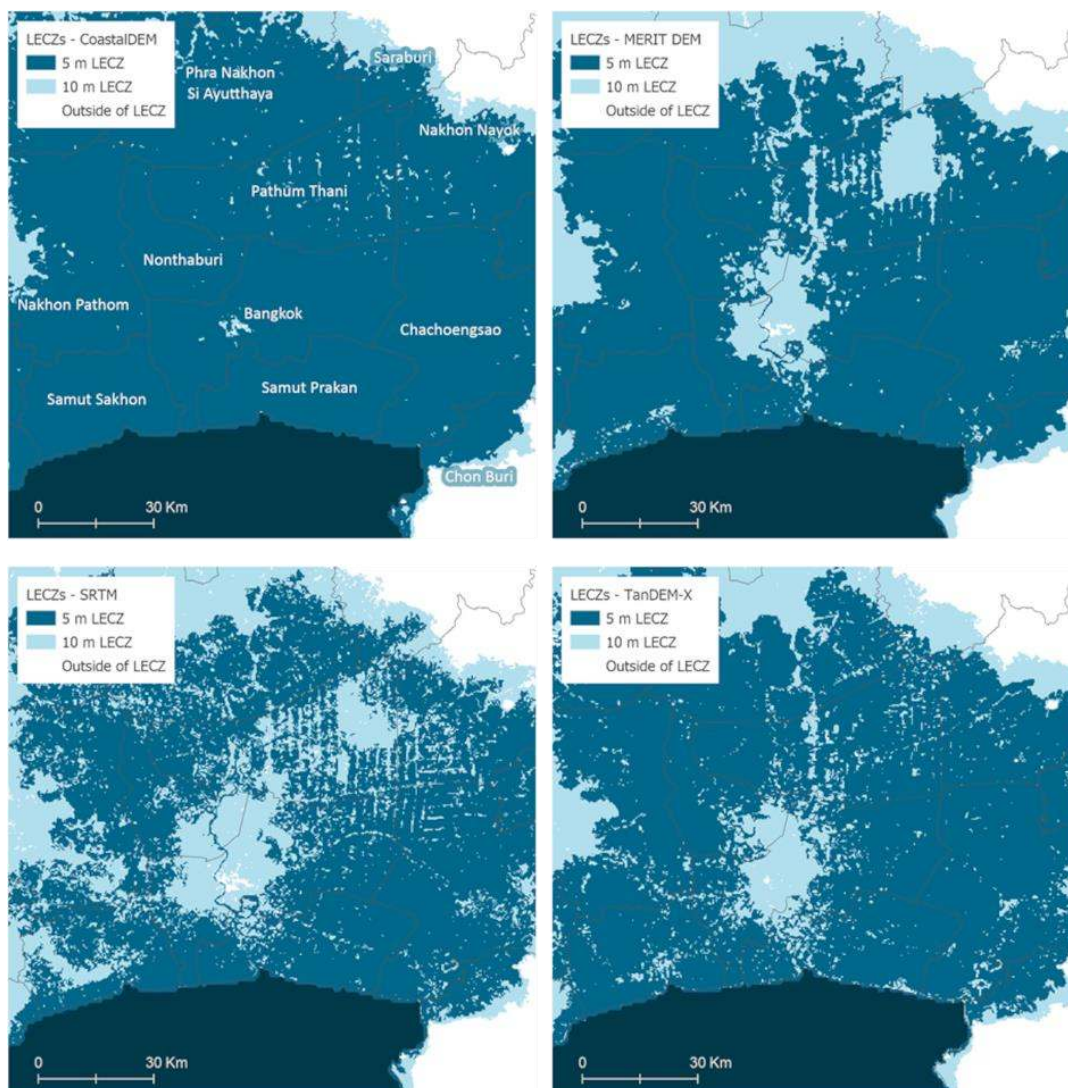 LECZs - CoastalDEM
5 m LECZ
10 m LECZ
Outside of LECZ
Phra Nakhon
Si Ayutthaya
Saraburi
Nakhon Nayok
Pathum Thani
Nonthaburi
Nakhon Pathom
Bangkok
Chachoengsao
Samut Sakhon
Samut Prakan
Chon Buri
0 30 Km
LECZs - MERIT DEM
5 m LECZ
10 m LECZ
Outside of LECZ
0 30 Km
LECZs - SRTM
5 m LECZ
10 m LECZ
Outside of LECZ
0 30 Km
LECZs - TanDEM-X
5 m LECZ
10 m LECZ
Outside of LECZ
0 30 Km